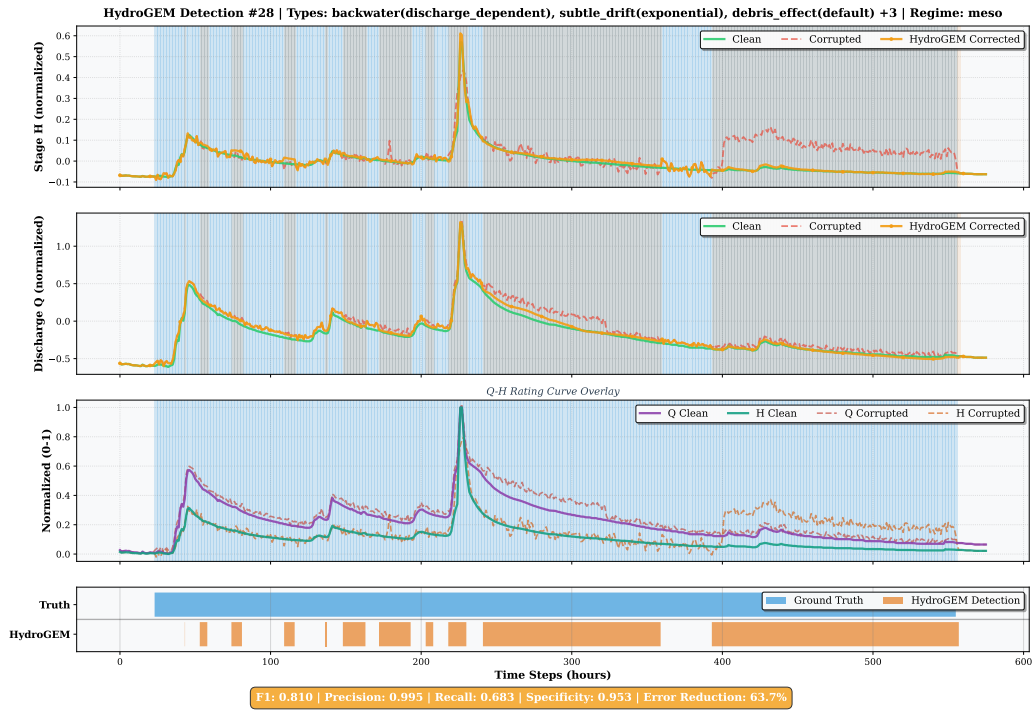 HydroGEM Detection #28 | Types: backwater(discharge_dependent), subtle_drift(exponential), debris_effect(default) +3 | Regime: meso
Stage H (normalized)
0.6
0.5
0.4
0.3
0.2
0.1
0.0
−0.1
Clean
Corrupted
HydroGEM Corrected
Discharge Q (normalized)
1.0
0.5
0.0
−0.5
Clean
Corrupted
HydroGEM Corrected
Q-H Rating Curve Overlay
Normalized (0-1)
1.0
0.8
0.6
0.4
0.2
0.0
Q Clean
H Clean
Q Corrupted
H Corrupted
Truth
HydroGEM
Ground Truth
HydroGEM Detection
0 100 200 300 400 500 600
Time Steps (hours)
F1: 0.810 | Precision: 0.995 | Recall: 0.683 | Specificity: 0.953 | Error Reduction: 63.7%